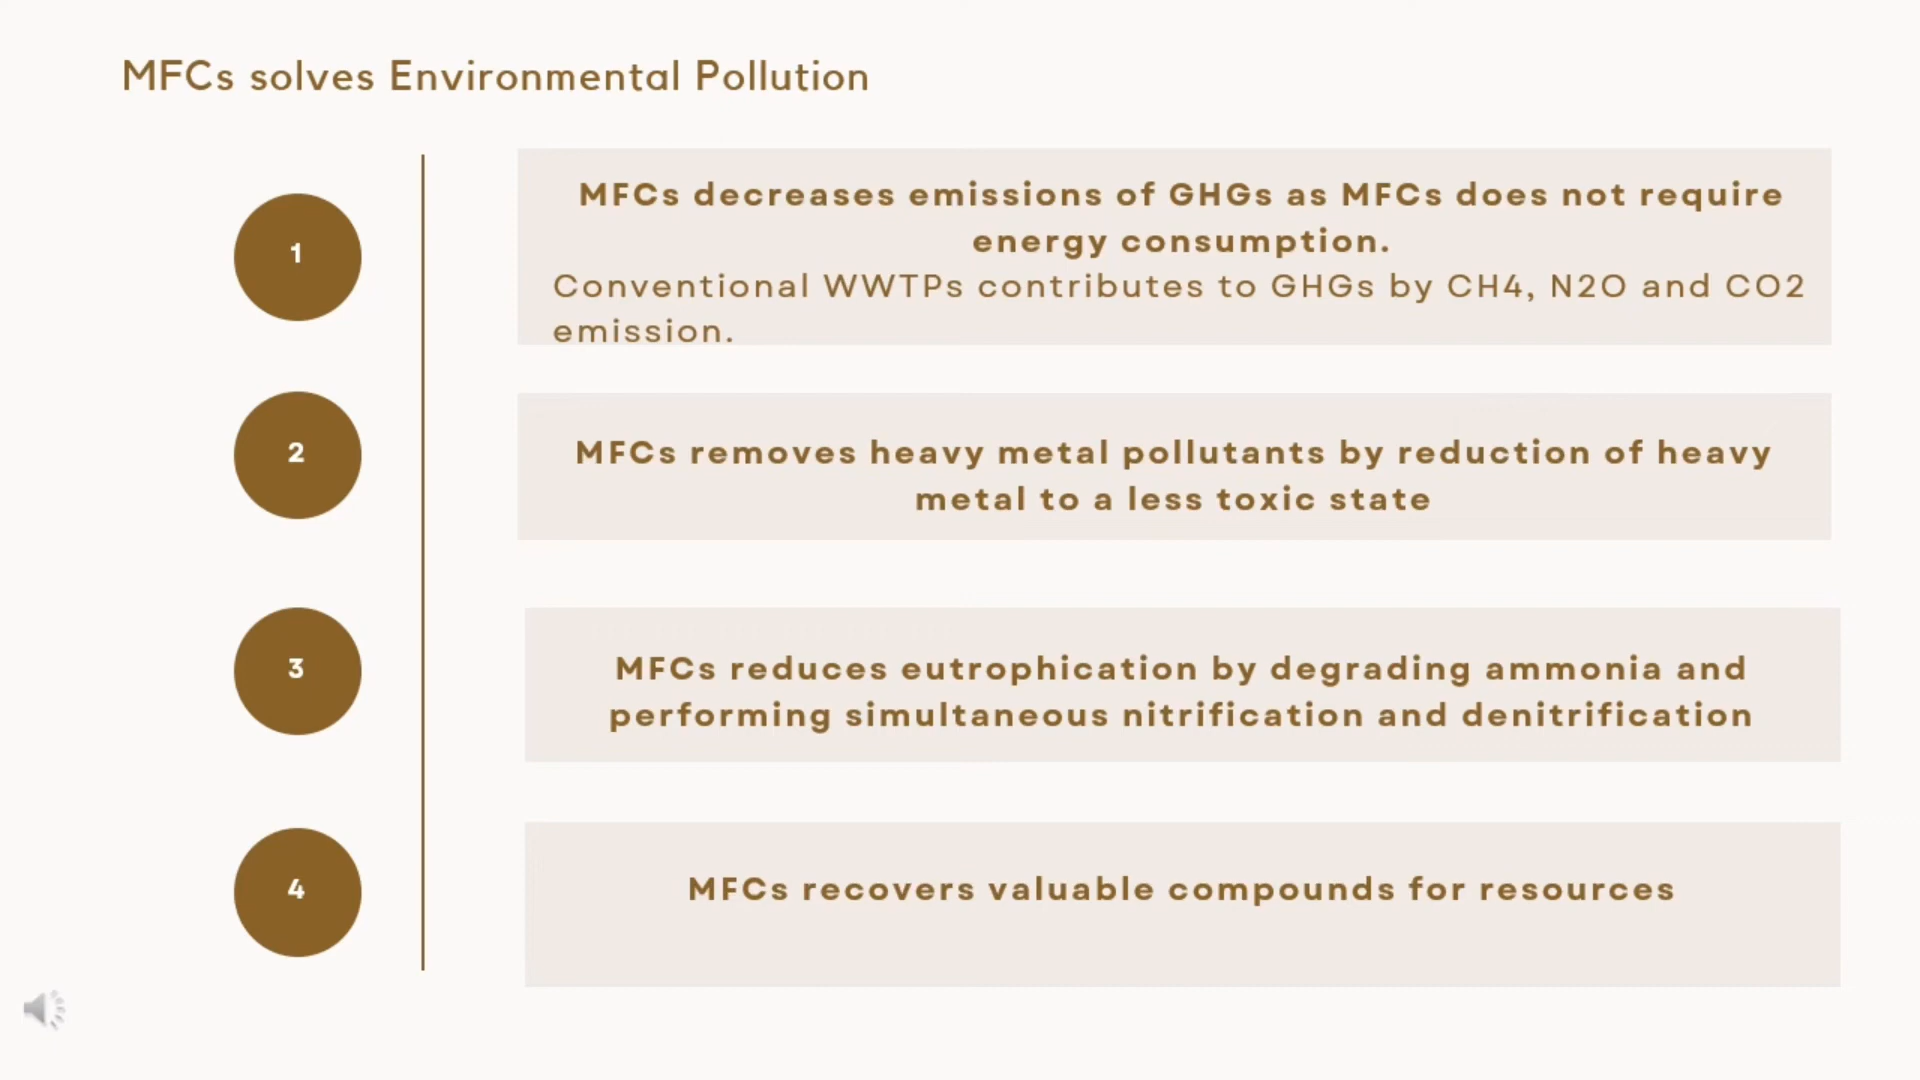 MFCs solves Environmental Pollution
1
MFCs decreases emissions of GHGs as MFCs does not require
energy consumption.
Conventional WWTPs contributes to GHGs by CH4, N2O and CO2
emission.
2
MFCs removes heavy metal pollutants by reduction of heavy
metal to a less toxic state
3
MFCs reduces eutrophication by degrading ammonia and
performing simultaneous nitrification and denitrification
4
MFCs recovers valuable compounds for resources